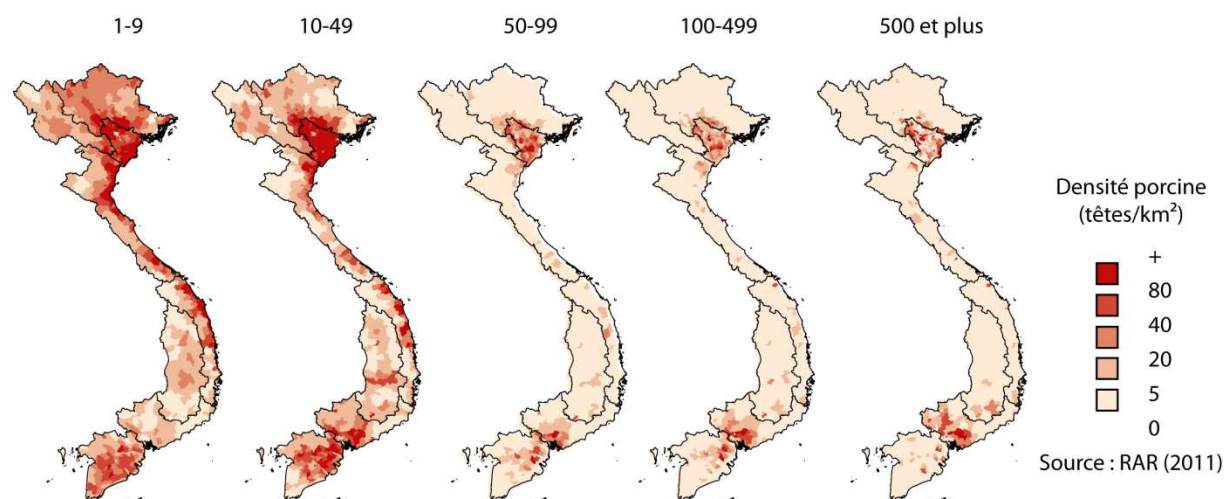 1-9
10-49
50-99
100-499
500 et plus
Densité porcine
(têtes/km²)
+
80
40
20
5
0
Source : RAR (2011)